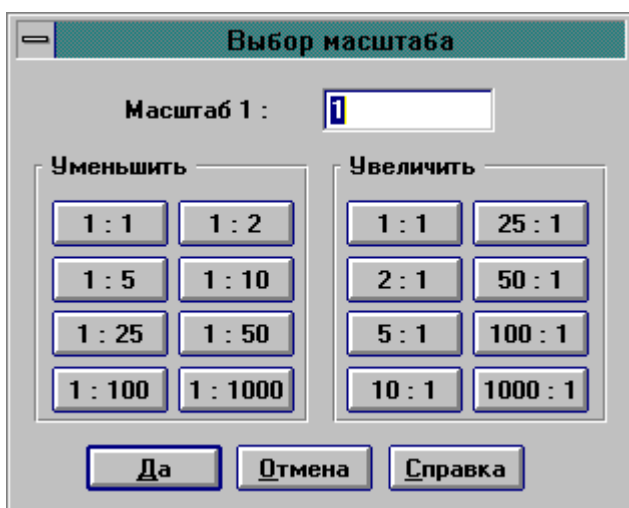 Выбор масштаба
Масштаб 1 : 1
Уменьшить
1 : 1 1 : 2
1 : 5 1 : 10
1 : 25 1 : 50
1 : 100 1 : 1000
Увеличить
1 : 1 25 : 1
2 : 1 50 : 1
5 : 1 100 : 1
10 : 1 1000 : 1
Да Отмена Справка